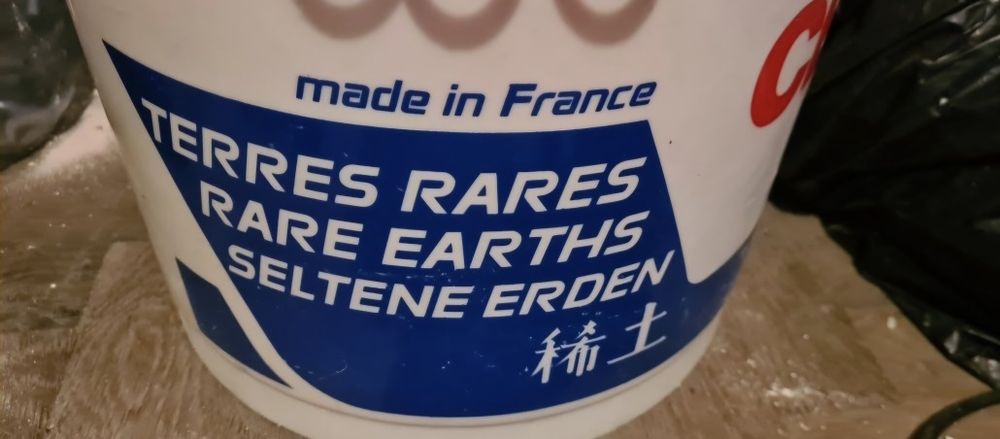 made in France
TERRES RARES
RARE EARTHS
SELTENE ERDEN
稀土